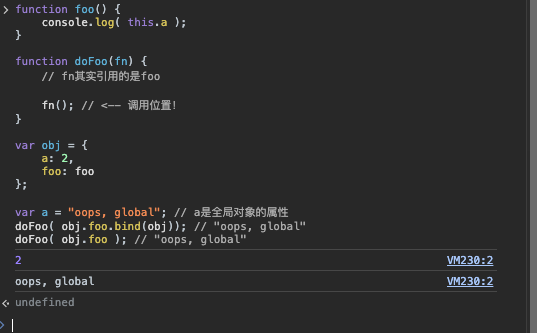 function foo() {
console.log( this.a );
}
function doFoo(fn) {
// fn其实引用的是foo
fn(); // <-- 调用位置!
}
var obj = {
a: 2,
foo: foo
};
var a = "oops, global"; // a是全局对象的属性
doFoo( obj.foo.bind(obj)); // "oops, global"
doFoo( obj.foo ); // "oops, global"
2 VM230:2
oops, global VM230:2
undefined